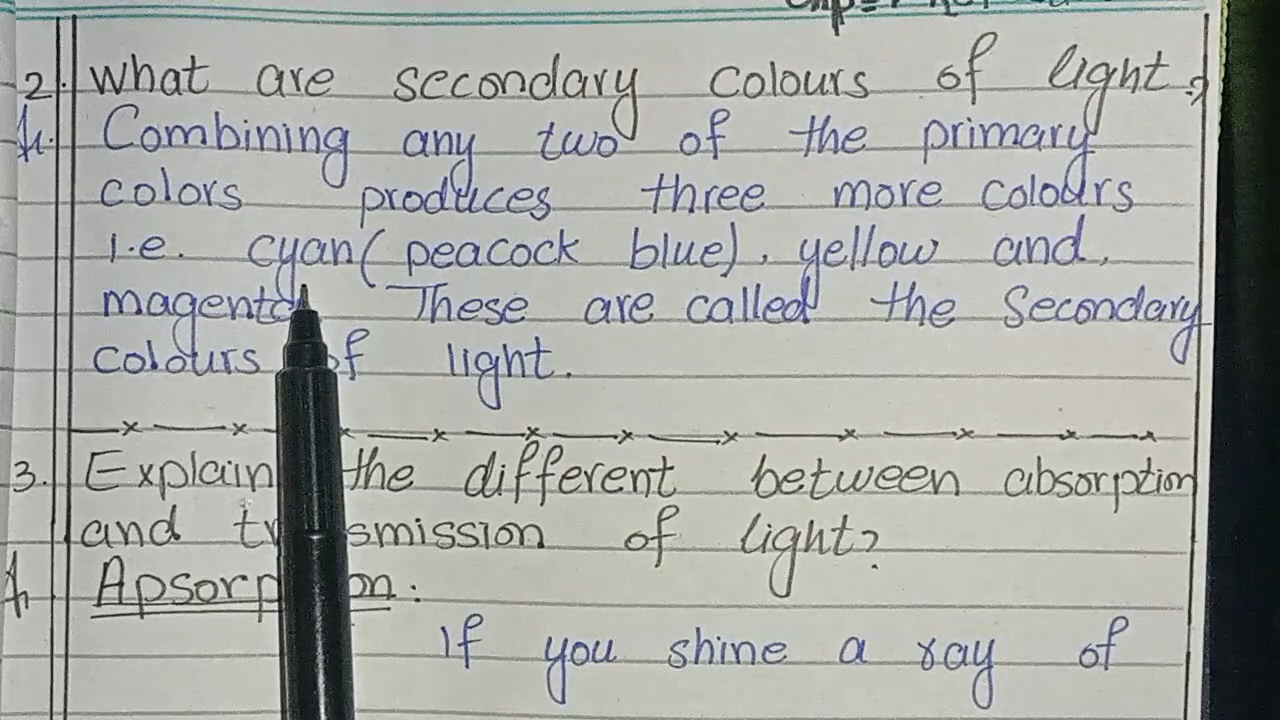 2. What are secondary colours of light?
A. Combining any two of the primary
colors produces three more colours
i.e. cyan( peacock blue), yellow and,
magenta These are called the Secondary
colours of light.
3. Explain the different between absorption
and transmission of light?
A. Apsorption:
If you shine a ray of